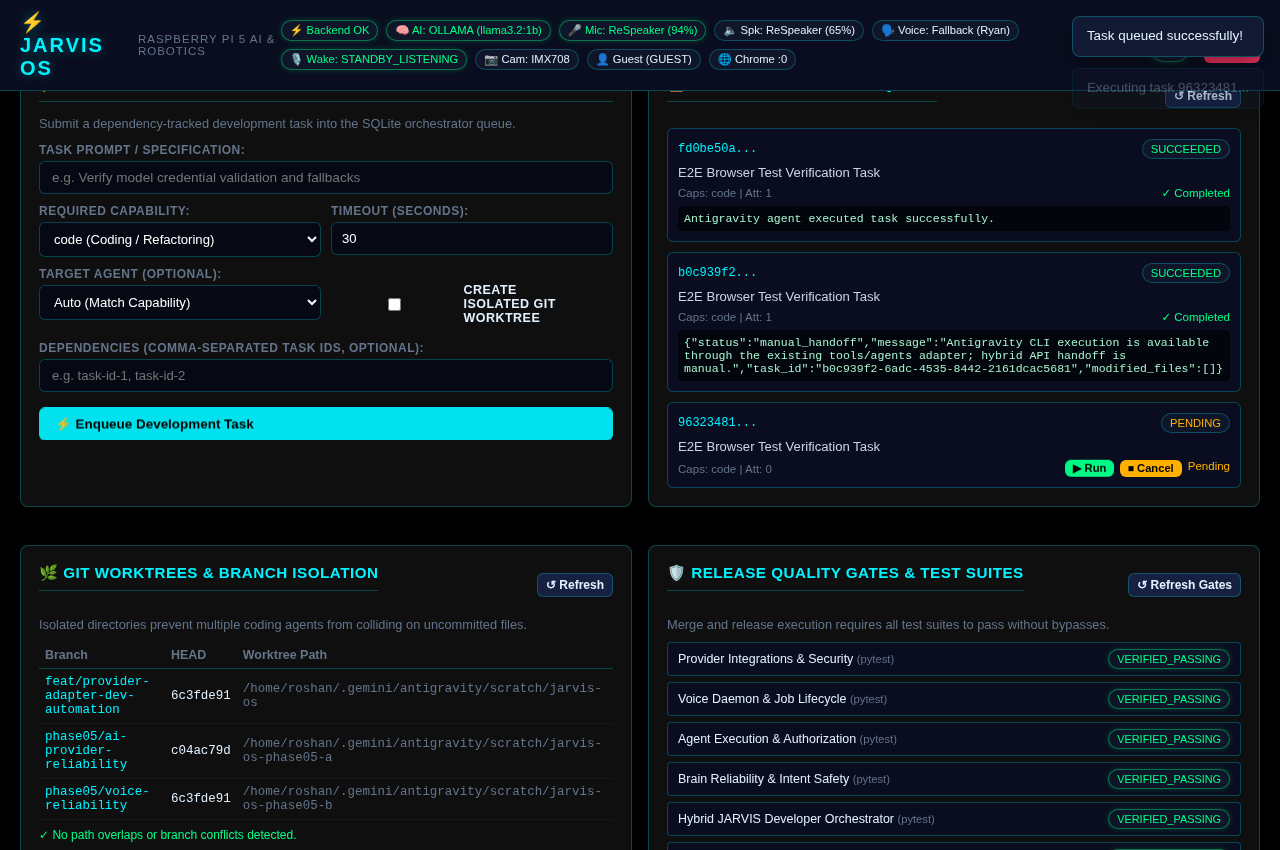 ⚡ JARVIS OS
RASPBERRY PI 5 AI & ROBOTICS
⚡ Backend OK
🧠 AI: OLLAMA (llama3.2:1b)
🎤 Mic: ReSpeaker (94%)
🔈 Spk: ReSpeaker (65%)
🗣️ Voice: Fallback (Ryan)
🎙️ Wake: STANDBY_LISTENING
📷 Cam: IMX708
👤 Guest (GUEST)
🌐 Chrome :0
Task queued successfully!
Executing task 96323481...
↺ Refresh
Submit a dependency-tracked development task into the SQLite orchestrator queue.
TASK PROMPT / SPECIFICATION:
e.g. Verify model credential validation and fallbacks
REQUIRED CAPABILITY:
TIMEOUT (SECONDS):
code (Coding / Refactoring)
30
TARGET AGENT (OPTIONAL):
Auto (Match Capability)
CREATE
ISOLATED GIT
WORKTREE
DEPENDENCIES (COMMA-SEPARATED TASK IDS, OPTIONAL):
e.g. task-id-1, task-id-2
⚡ Enqueue Development Task
fd0be50a...
SUCCEEDED
E2E Browser Test Verification Task
Caps: code | Att: 1
✓ Completed
Antigravity agent executed task successfully.
b0c939f2...
SUCCEEDED
E2E Browser Test Verification Task
Caps: code | Att: 1
✓ Completed
{"status":"manual_handoff","message":"Antigravity CLI execution is available
through the existing tools/agents adapter; hybrid API handoff is
manual.","task_id":"b0c939f2-6adc-4535-8442-2161dcac5681","modified_files":[]}
96323481...
PENDING
E2E Browser Test Verification Task
Caps: code | Att: 0
▶ Run
■ Cancel
Pending
🌿 GIT WORKTREES & BRANCH ISOLATION
↺ Refresh
Isolated directories prevent multiple coding agents from colliding on uncommitted files.
Branch HEAD Worktree Path
feat/provider-
adapter-dev-
automation
6c3fde91
/home/roshan/.gemini/antigravity/scratch/jarvis-
os
phase05/ai-
provider-
reliability
c04ac79d
/home/roshan/.gemini/antigravity/scratch/jarvis-
os-phase05-a
phase05/voice-
reliability
6c3fde91
/home/roshan/.gemini/antigravity/scratch/jarvis-
os-phase05-b
✓ No path overlaps or branch conflicts detected.
🛡️ RELEASE QUALITY GATES & TEST SUITES
↺ Refresh Gates
Merge and release execution requires all test suites to pass without bypasses.
Provider Integrations & Security (pytest)
VERIFIED_PASSING
Voice Daemon & Job Lifecycle (pytest)
VERIFIED_PASSING
Agent Execution & Authorization (pytest)
VERIFIED_PASSING
Brain Reliability & Intent Safety (pytest)
VERIFIED_PASSING
Hybrid JARVIS Developer Orchestrator (pytest)
VERIFIED_PASSING